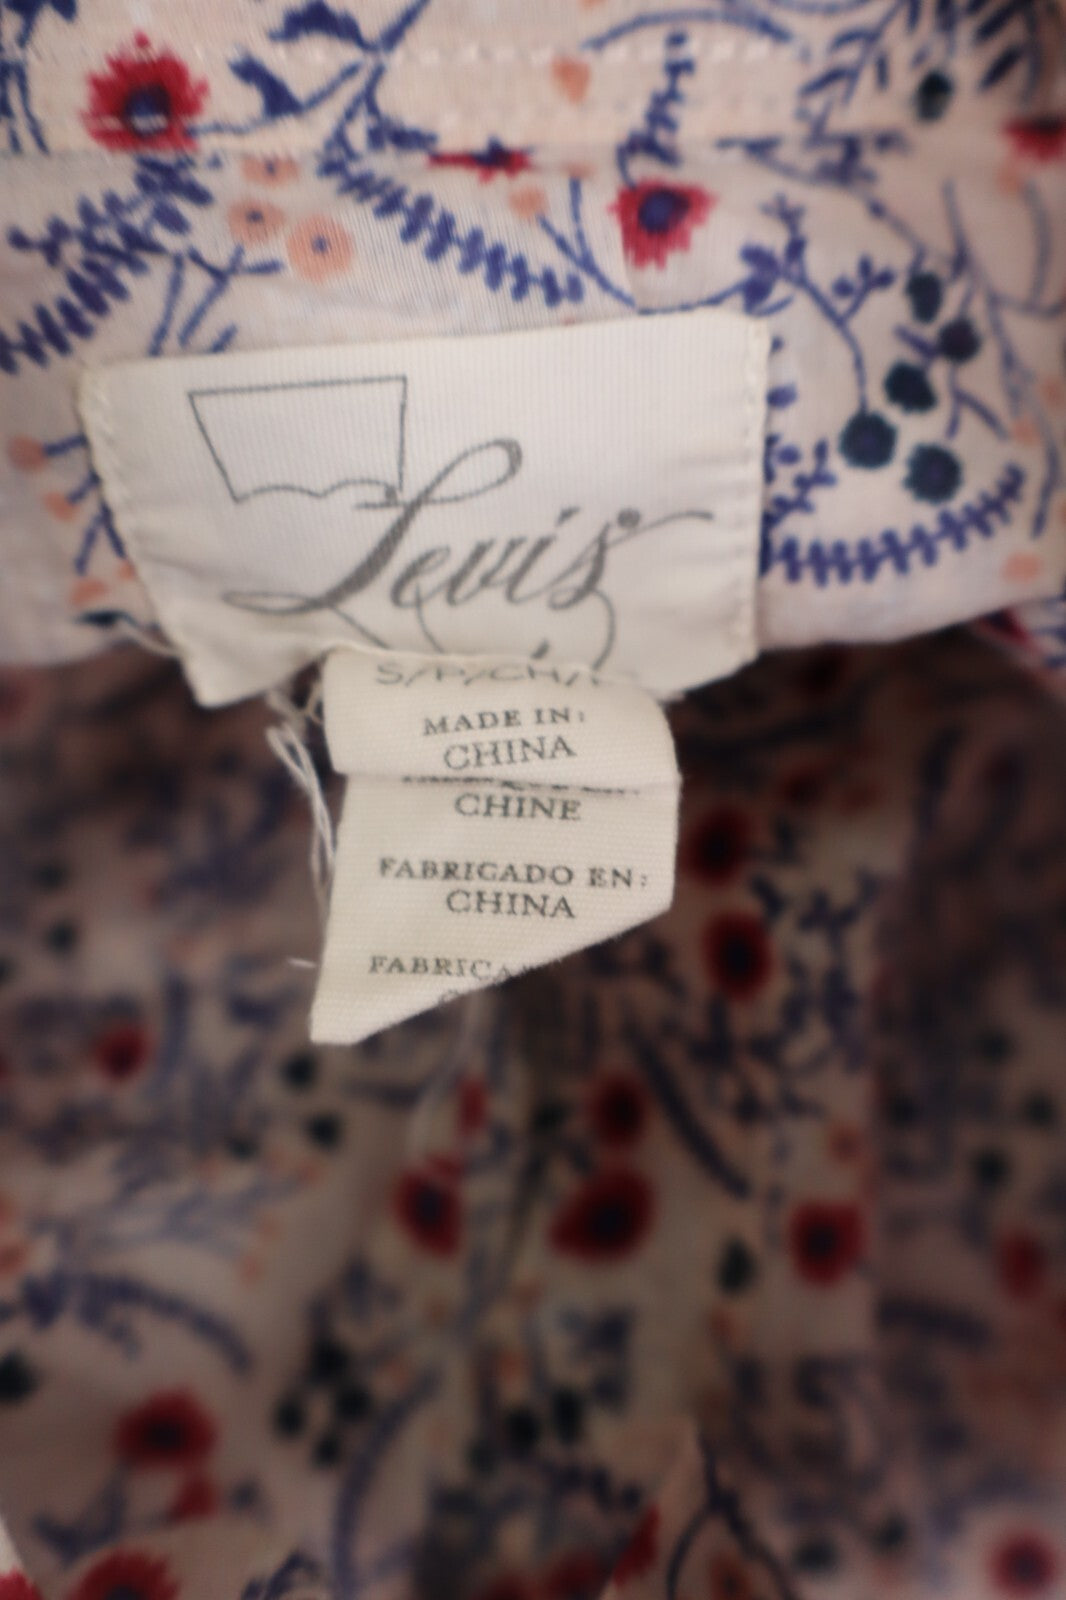 Levi's
S/P/CH/
MADE IN:
CHINA
CHINE
FABRICADO EN:
CHINA